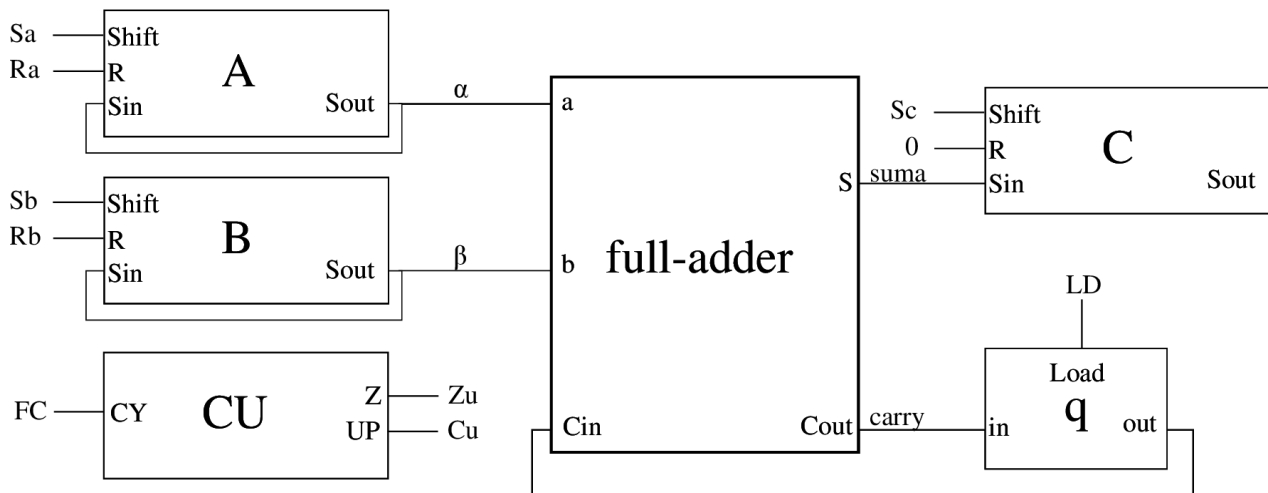 Sa
Shift
Ra
R
A
Sin
Sout
α
a
Sb
Shift
Rb
R
B
Sin
Sout
β
b
full-adder
S
suma
Sc
Shift
0
R
C
Sin
Sout
FC
CY
CU
Z
Zu
UP
Cu
Cin
Cout
carry
LD
Load
q
in
out